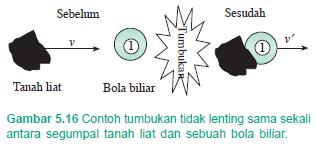 Sebelum
Sesudah
v
1
Tumbukan
1
v'
Tanah liat
Bola biliar
Gambar 5.16 Contoh tumbukan tidak lenting sama sekali
antara segumpal tanah liat dan sebuah bola biliar.